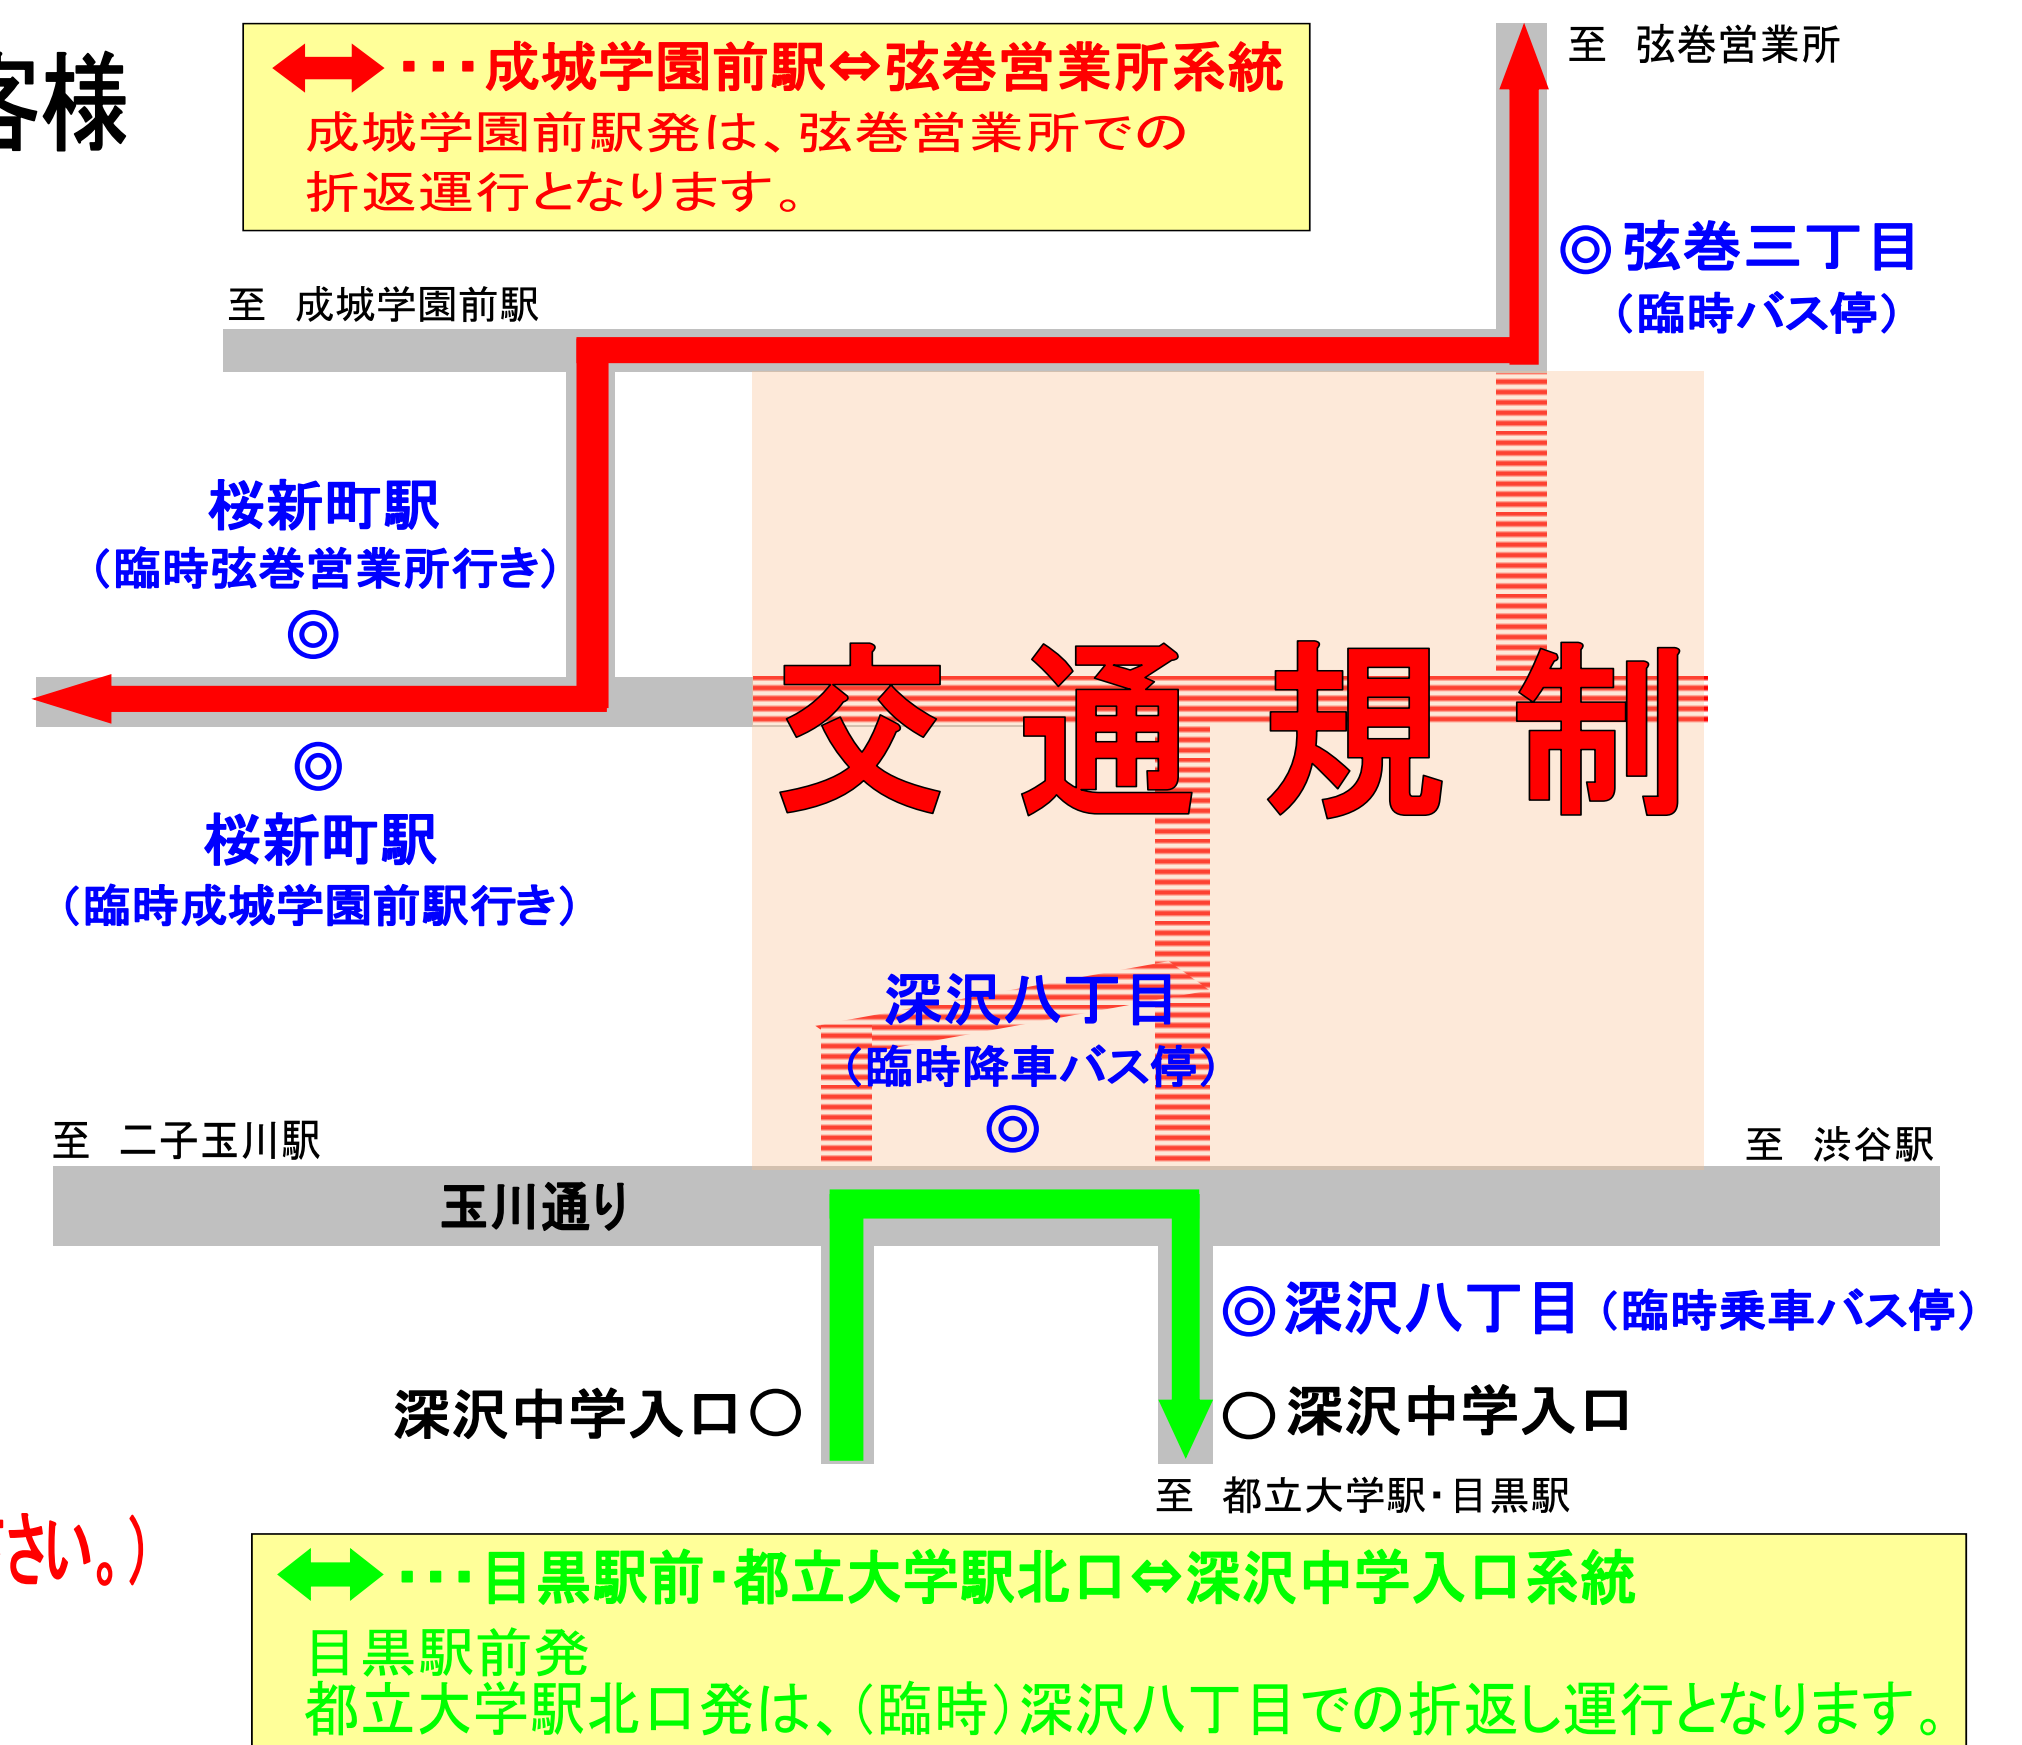 客様
・・・成城学園前駅⇔弦巻営業所系統
成城学園前駅発は、弦巻営業所での
折返運行となります。
至 弦巻営業所
◎弦巻三丁目
（臨時バス停）
至 成城学園前駅
桜新町駅
（臨時弦巻営業所行き）
◎
交通規制
◎
桜新町駅
（臨時成城学園前駅行き）
深沢八丁目
（臨時降車バス停）
◎
至 二子玉川駅
至 渋谷駅
玉川通り
◎深沢八丁目（臨時乗車バス停）
深沢中学入口○
○深沢中学入口
至 都立大学駅・目黒駅
さい。）
・・・目黒駅前・都立大学駅北口⇔深沢中学入口系統
目黒駅前発
都立大学駅北口発は、（臨時）深沢八丁目での折返し運行となります。